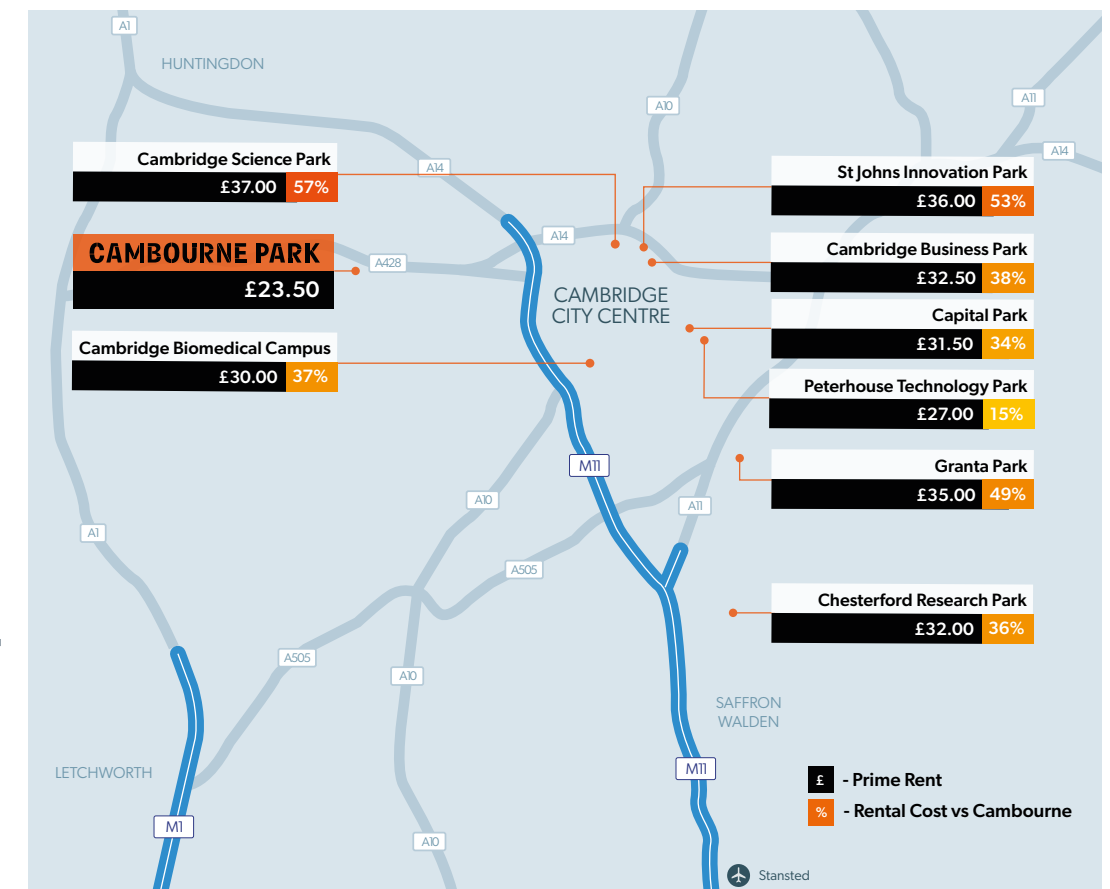 A1
HUNTINGDON
A10
A11
A14
A14
Cambridge Science Park
£37.00 57%
St Johns Innovation Park
£36.00 53%
A14
CAMBOURNE PARK
£23.50
A428
Cambridge Business Park
£32.50 38%
CAMBRIDGE
CITY CENTRE
Capital Park
£31.50 34%
Cambridge Biomedical Campus
£30.00 37%
Peterhouse Technology Park
£27.00 15%
M11
Granta Park
£35.00 49%
A10
A11
A1
A505
Chesterford Research Park
£32.00 36%
A505
A10
SAFFRON
WALDEN
LETCHWORTH
M11
£ - Prime Rent
% - Rental Cost vs Cambourne
M1
A10
Stansted